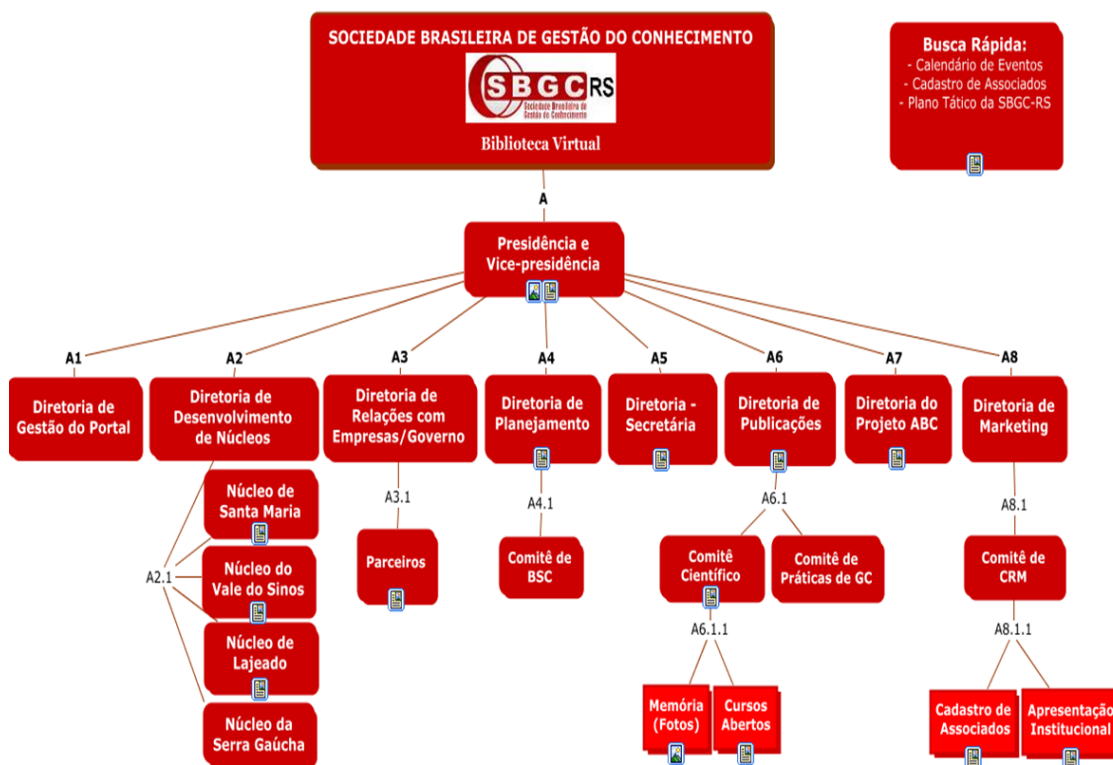 SOCIEDADE BRASILEIRA DE GESTÃO DO CONHECIMENTO
SBGC RS
Sociedade Brasileira de
Gestão do Conhecimento
Biblioteca Virtual
Busca Rápida:
- Calendário de Eventos
- Cadastro de Associados
- Plano Tático da SBGC-RS
A
Presidência e
Vice-presidência
A1
A2
A3
A4
A5
A6
A7
A8
Diretoria de
Gestão do Portal
Diretoria de
Desenvolvimento
de Núcleos
Diretoria de
Relações com
Empresas/Governo
Diretoria de
Planejamento
Diretoria -
Secretária
Diretoria de
Publicações
Diretoria do
Projeto ABC
Diretoria de
Marketing
A2.1
Núcleo de
Santa Maria
Núcleo do
Vale do Sinos
Núcleo de
Lajeado
Núcleo da
Serra Gaúcha
A3.1
Parceiros
A4.1
Comitê de
BSC
A6.1
Comitê
Científico
Comitê de
Práticas de GC
A6.1.1
Memória
(Fotos)
Cursos
Abertos
A8.1
Comitê de
CRM
A8.1.1
Cadastro de
Associados
Apresentação
Institucional